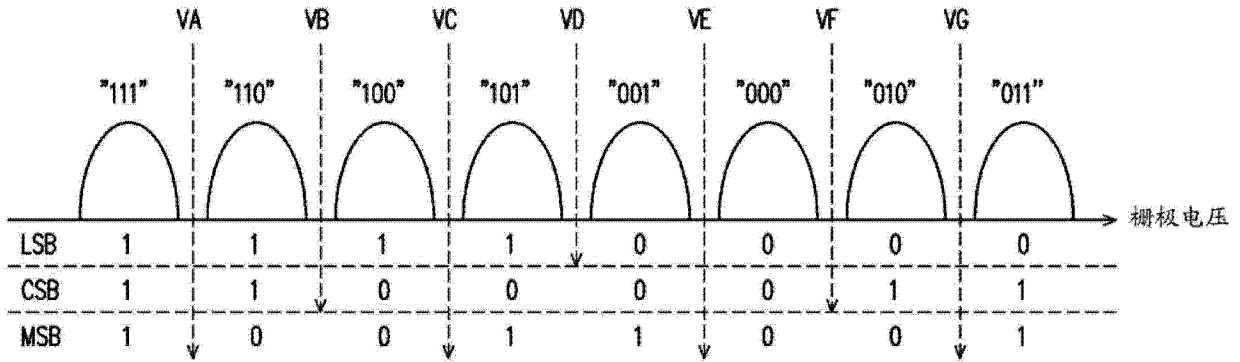 VA VB VC VD VE VF VG
"111" "110" "100" "101" "001" "000" "010" "011"
栅极电压
LSB 1 1 1 1 0 0 0 0
CSB 1 1 0 0 0 0 1 1
MSB 1 0 0 1 1 0 0 1